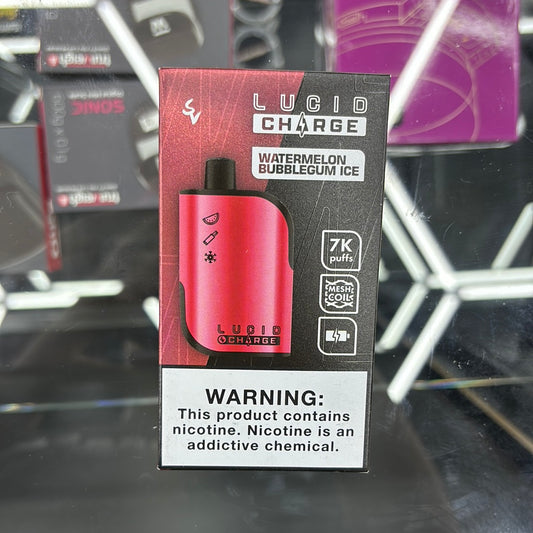 LUCID
CHARGE
WATERMELON
BUBBLEGUM ICE
7K
puffs
MESH
COIL
LUCID
CHARGE
WARNING:
This product contains
nicotine. Nicotine is an
addictive chemical.
SONIC